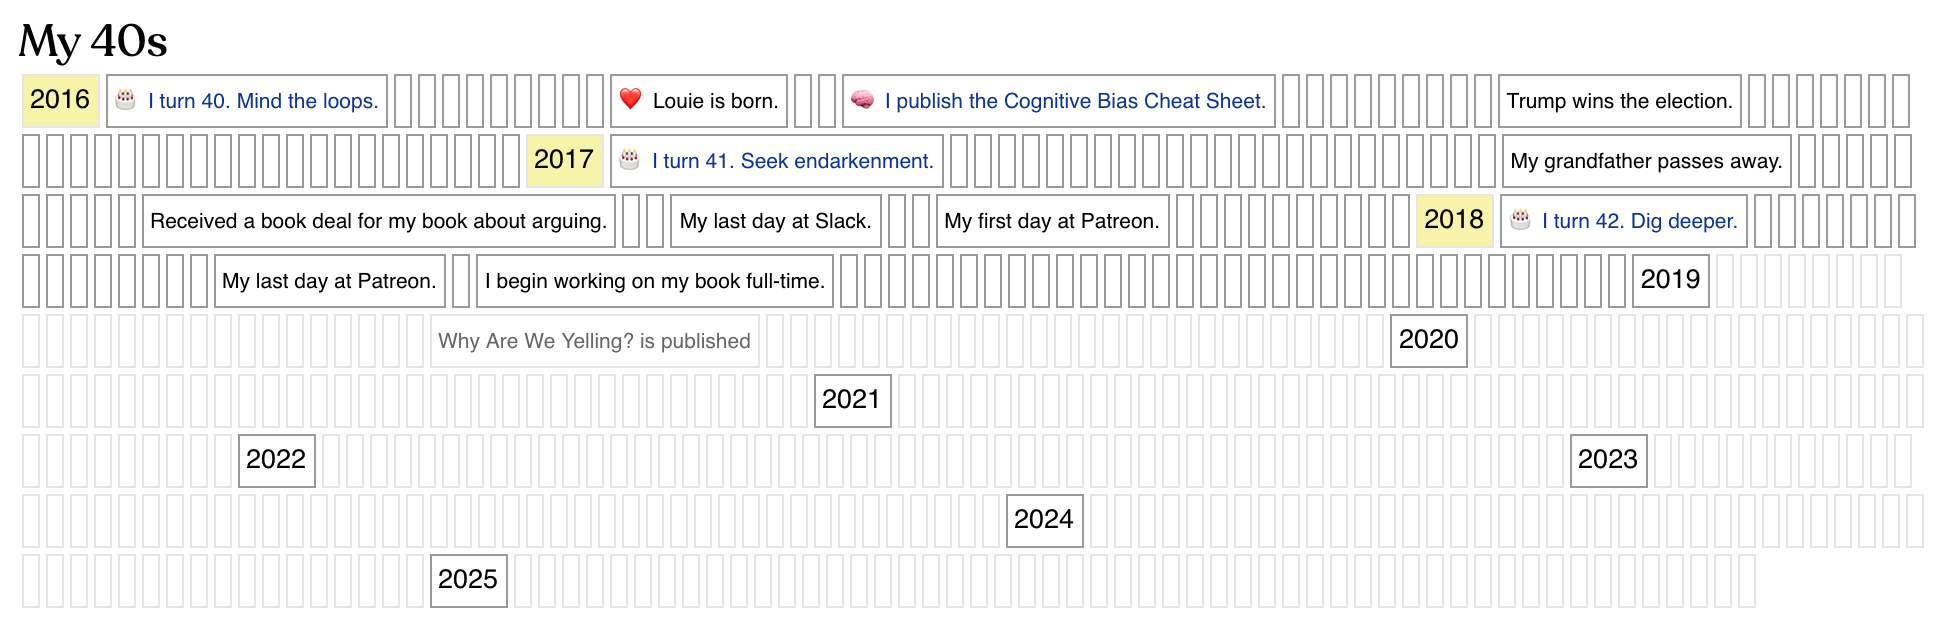 My 40s
2016 🎂 I turn 40. Mind the loops. ❤️ Louie is born. 🧠 I publish the Cognitive Bias Cheat Sheet. Trump wins the election.
2017 🎂 I turn 41. Seek endarkenment. My grandfather passes away.
Received a book deal for my book about arguing. My last day at Slack. My first day at Patreon. 2018 🎂 I turn 42. Dig deeper.
My last day at Patreon. I begin working on my book full-time. 2019
Why Are We Yelling? is published 2020
2021
2022 2023
2024
2025